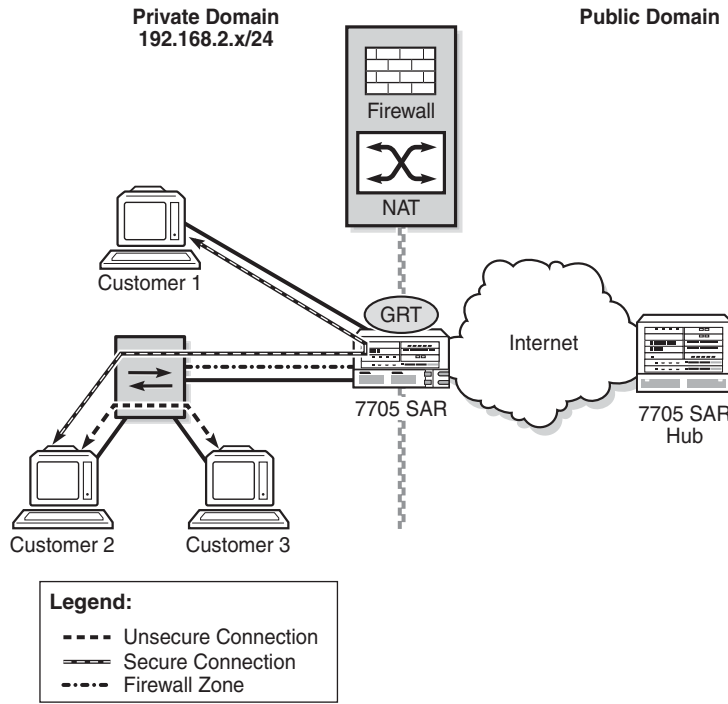 Private Domain
192.168.2.x/24
Public Domain
Firewall
NAT
Customer 1
GRT
Internet
7705 SAR
7705 SAR
Hub
Customer 2
Customer 3
Legend:
Unsecure Connection
Secure Connection
Firewall Zone